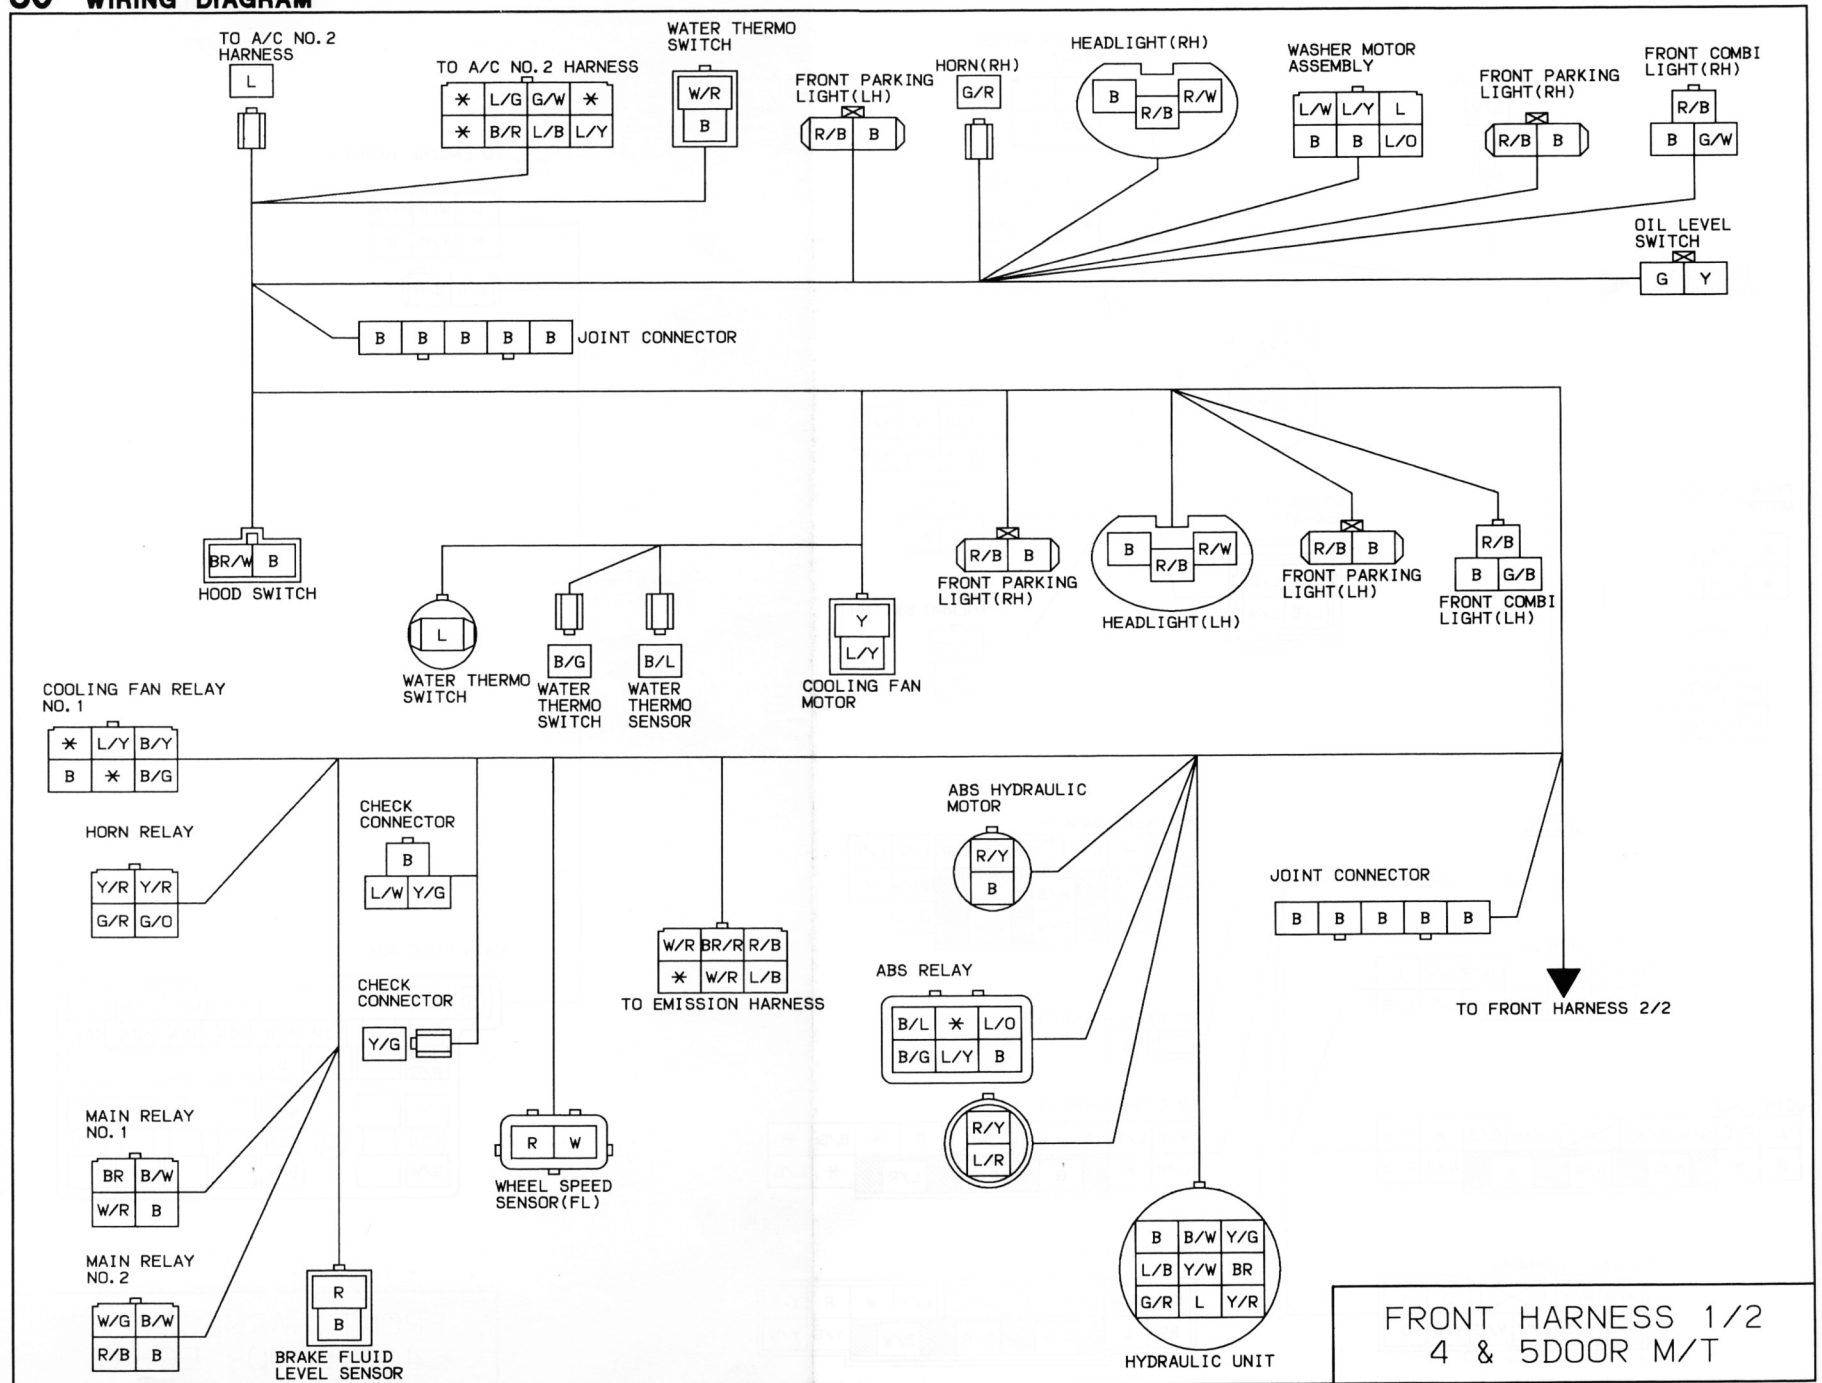 WIRING DIAGRAM
TO A/C NO.2
HARNESS
L
TO A/C NO.2 HARNESS
* L/G G/W *
* B/R L/B L/Y
WATER THERMO
SWITCH
W/R
B
FRONT PARKING
LIGHT(LH)
R/B B
HORN(RH)
G/R
HEADLIGHT(RH)
B R/B R/W
WASHER MOTOR
ASSEMBLY
L/W L/Y L
B B L/O
FRONT PARKING
LIGHT(RH)
R/B B
FRONT COMBI
LIGHT(RH)
R/B
B G/W
OIL LEVEL
SWITCH
G Y
B B B B B JOINT CONNECTOR
BR/W B
HOOD SWITCH
L
WATER THERMO
SWITCH
B/G
WATER
THERMO
SWITCH
B/L
WATER
THERMO
SENSOR
Y
L/Y
COOLING FAN
MOTOR
R/B B
FRONT PARKING
LIGHT(RH)
B R/B R/W
HEADLIGHT(LH)
R/B B
FRONT PARKING
LIGHT(LH)
R/B
B G/B
FRONT COMBI
LIGHT(LH)
COOLING FAN RELAY
NO.1
* L/Y B/Y
B * B/G
HORN RELAY
Y/R Y/R
G/R G/O
CHECK
CONNECTOR
B
L/W Y/G
CHECK
CONNECTOR
Y/G
MAIN RELAY
NO.1
BR B/W
W/R B
MAIN RELAY
NO.2
W/G B/W
R/B B
R
B
BRAKE FLUID
LEVEL SENSOR
R W
WHEEL SPEED
SENSOR(FL)
W/R BR/R R/B
* W/R L/B
TO EMISSION HARNESS
ABS HYDRAULIC
MOTOR
R/Y
B
ABS RELAY
B/L * L/O
B/G L/Y B
R/Y
L/R
JOINT CONNECTOR
B B B B B
TO FRONT HARNESS 2/2
B B/W Y/G
L/B Y/W BR
G/R L Y/R
HYDRAULIC UNIT
FRONT HARNESS 1/2
4 & 5DOOR M/T